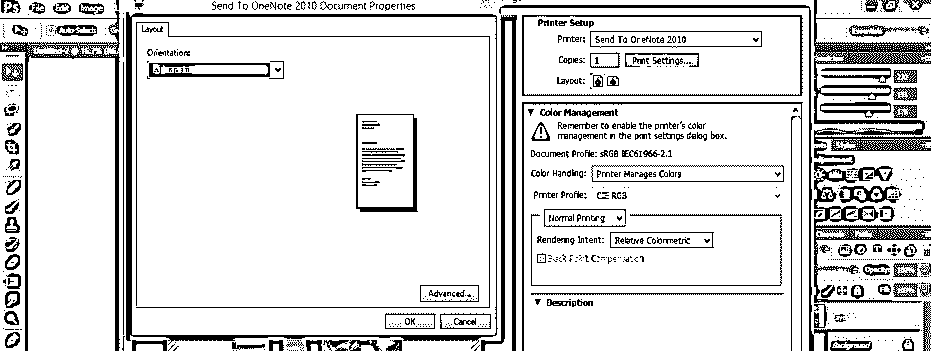 Ps File Edit Image
Send To OneNote 2010 Document Properties
Auto-Select:
Layout
Orientation:
Advanced...
OK
Cancel
Printer Setup
Printer: Send To OneNote 2010
Copies: 1 Print Settings...
Layout:
Color Management
Remember to enable the printer's color
management in the print settings dialog box.
Document Profile: sRGB IEC61966-2.1
Color Handling: Printer Manages Colors
Printer Profile: CIE RGB
Normal Printing
Rendering Intent: Relative Colorimetric
Black Point Compensation
Description
Opacity:
Background